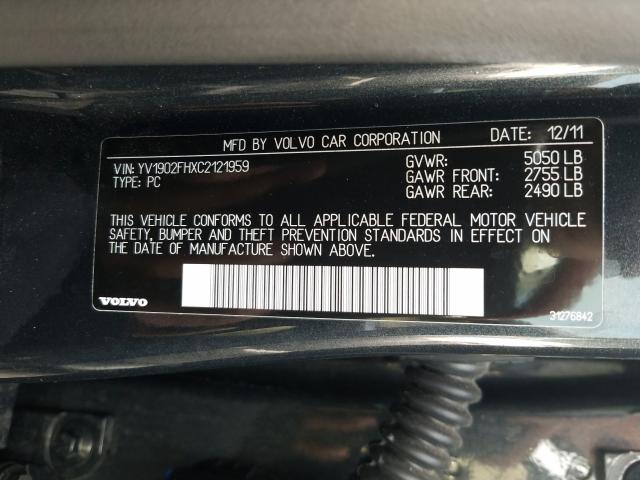 MFD BY VOLVO CAR CORPORATION DATE: 12/11
VIN: YV1902FHXC2121959 GVWR: 5050 LB
TYPE: PC GAWR FRONT: 2755 LB
GAWR REAR: 2490 LB
THIS VEHICLE CONFORMS TO ALL APPLICABLE FEDERAL MOTOR VEHICLE
SAFETY, BUMPER AND THEFT PREVENTION STANDARDS IN EFFECT ON
THE DATE OF MANUFACTURE SHOWN ABOVE.
VOLVO 31276842